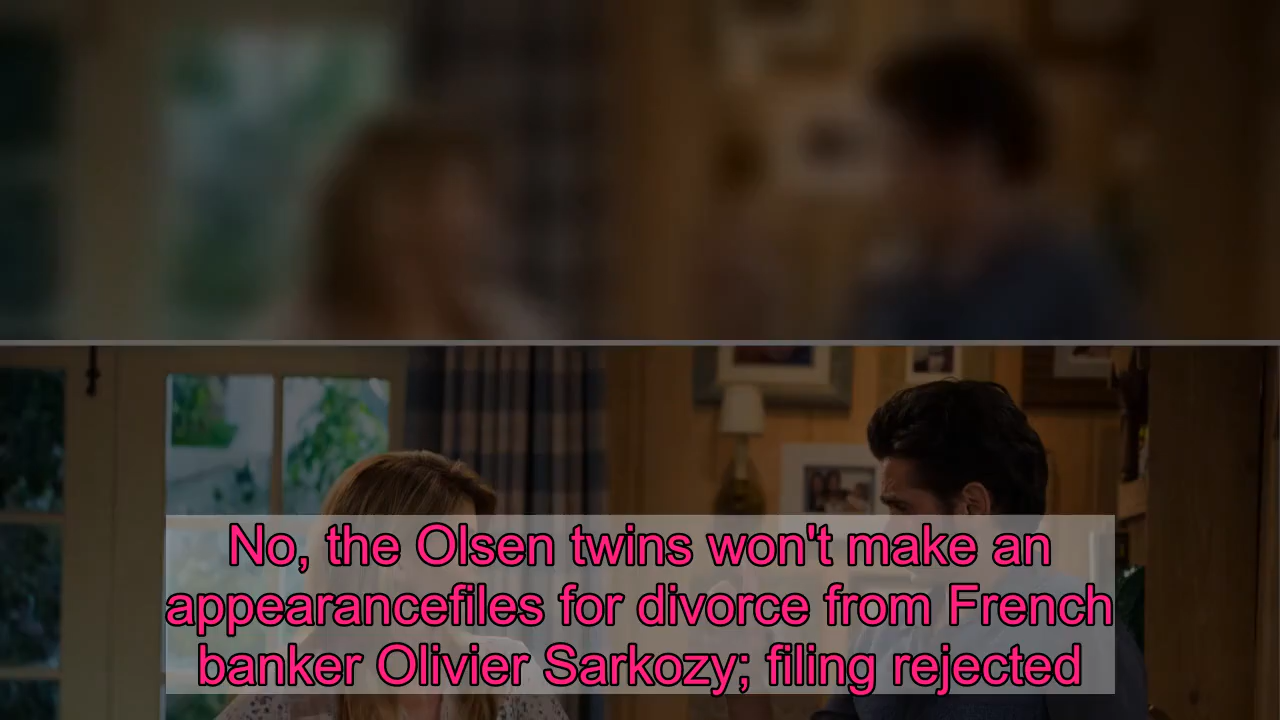 No, the Olsen twins won't make an
appearancefiles for divorce from French
banker Olivier Sarkozy; filing rejected